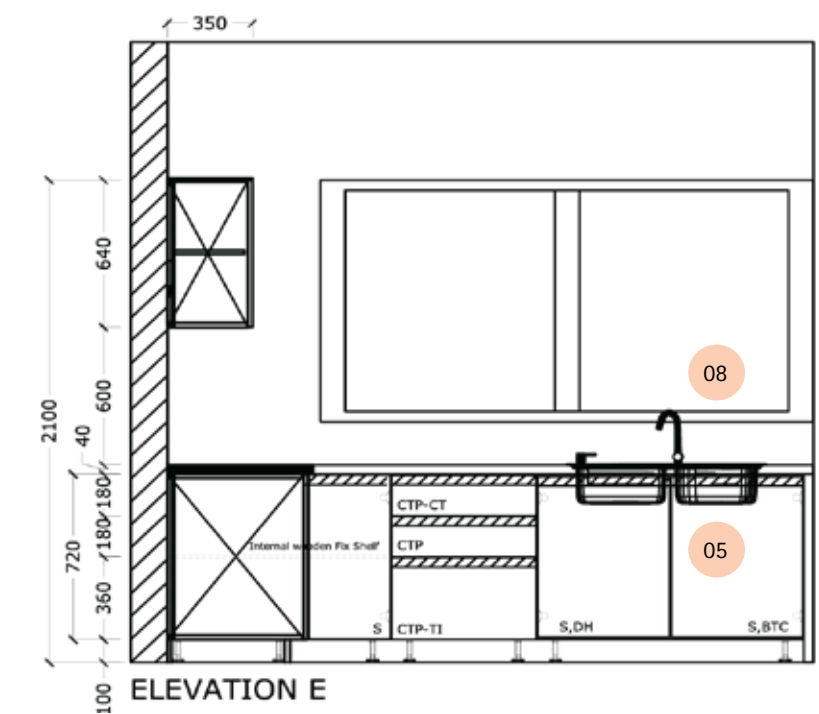 350
640
600
2100
40
180
180
720
360
100
08
05
CTP-CT
CTP
Internal wooden Fix Shelf
S
CTP-TI
S,DH
S,BTC
ELEVATION E